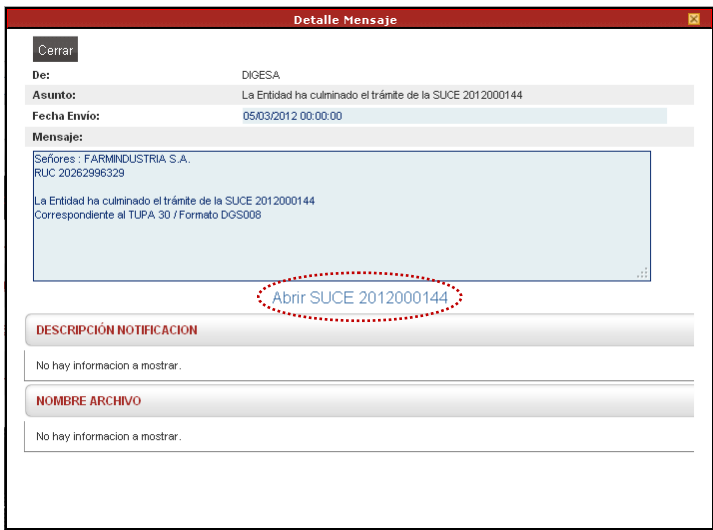 Detalle Mensaje
Cerrar
De: DIGESA
Asunto: La Entidad ha culminado el trámite de la SUCE 2012000144
Fecha Envío: 05/03/2012 00:00:00
Mensaje:
Señores : FARMINDUSTRIA S.A.
RUC 20262996329
La Entidad ha culminado el trámite de la SUCE 2012000144
Correspondiente al TUPA 30 / Formato DGS008
Abrir SUCE 2012000144
DESCRIPCIÓN NOTIFICACION
No hay informacion a mostrar.
NOMBRE ARCHIVO
No hay informacion a mostrar.